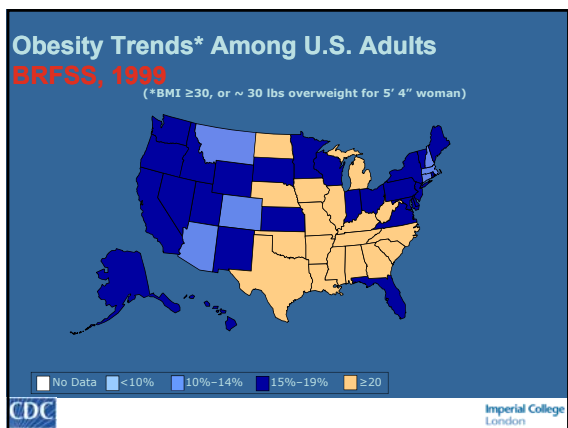 Obesity Trends* Among U.S. Adults
BRFSS, 1999
(*BMI ≥30, or ~ 30 lbs overweight for 5' 4" woman)
No Data <10% 10%–14% 15%–19% ≥20
CDC
Imperial College
London